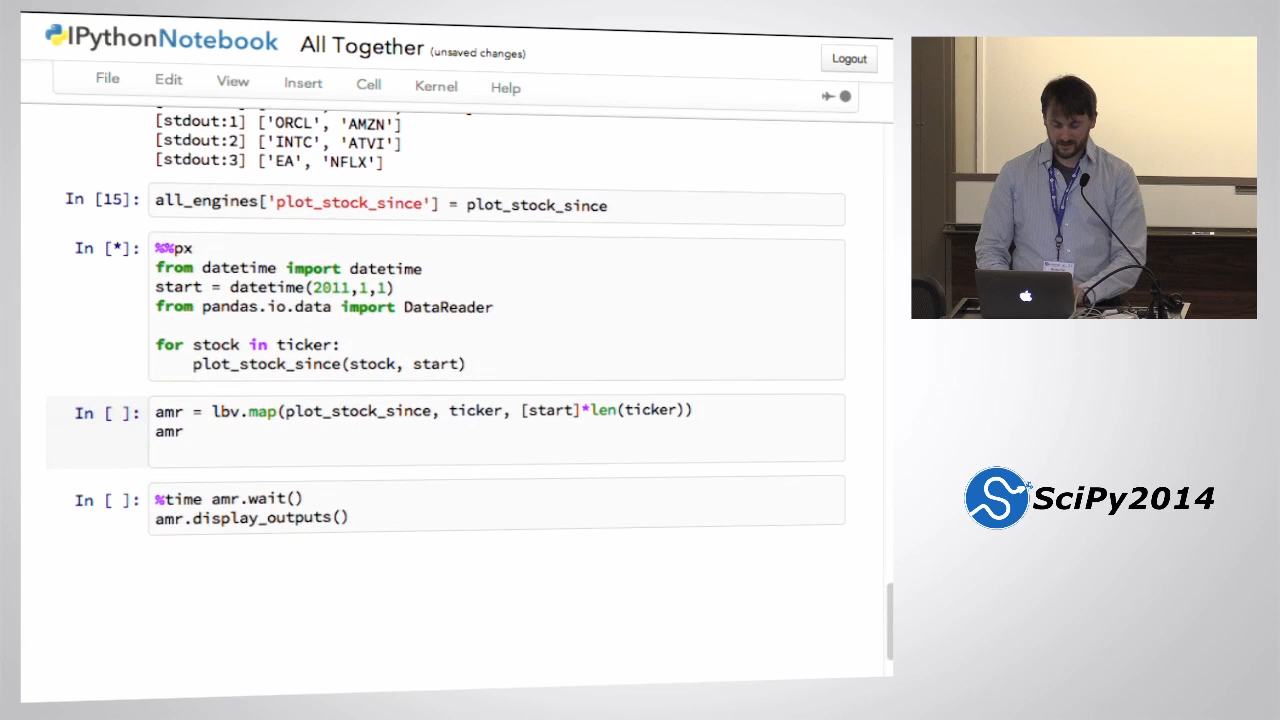 IPythonNotebook All Together (unsaved changes)
Logout
File Edit View Insert Cell Kernel Help
[stdout:1] ['ORCL', 'AMZN']
[stdout:2] ['INTC', 'ATVI']
[stdout:3] ['EA', 'NFLX']
In [15]: all_engines['plot_stock_since'] = plot_stock_since
In [*]: %%px
from datetime import datetime
start = datetime(2011,1,1)
from pandas.io.data import DataReader
for stock in ticker:
plot_stock_since(stock, start)
In [ ]: amr = lbv.map(plot_stock_since, ticker, [start]*len(ticker))
amr
In [ ]: %time amr.wait()
amr.display_outputs()
SciPy2014